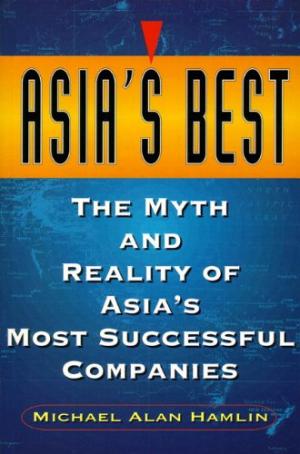 ASIA'S BEST
THE MYTH
AND
REALITY OF
ASIA'S
MOST SUCCESSFUL
COMPANIES
MICHAEL ALAN HAMLIN